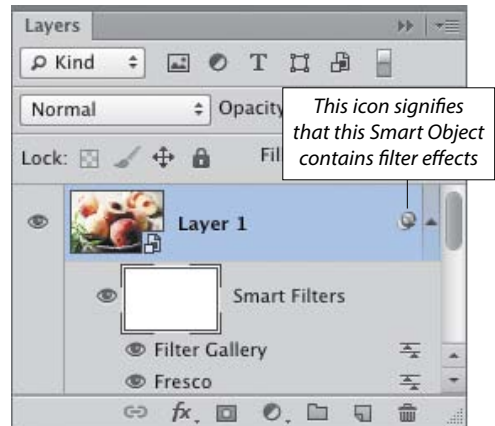 Layers
Kind
Normal
Opacity
This icon signifies
that this Smart Object
contains filter effects
Lock:
Fil
Layer 1
Smart Filters
Filter Gallery
Fresco
fx